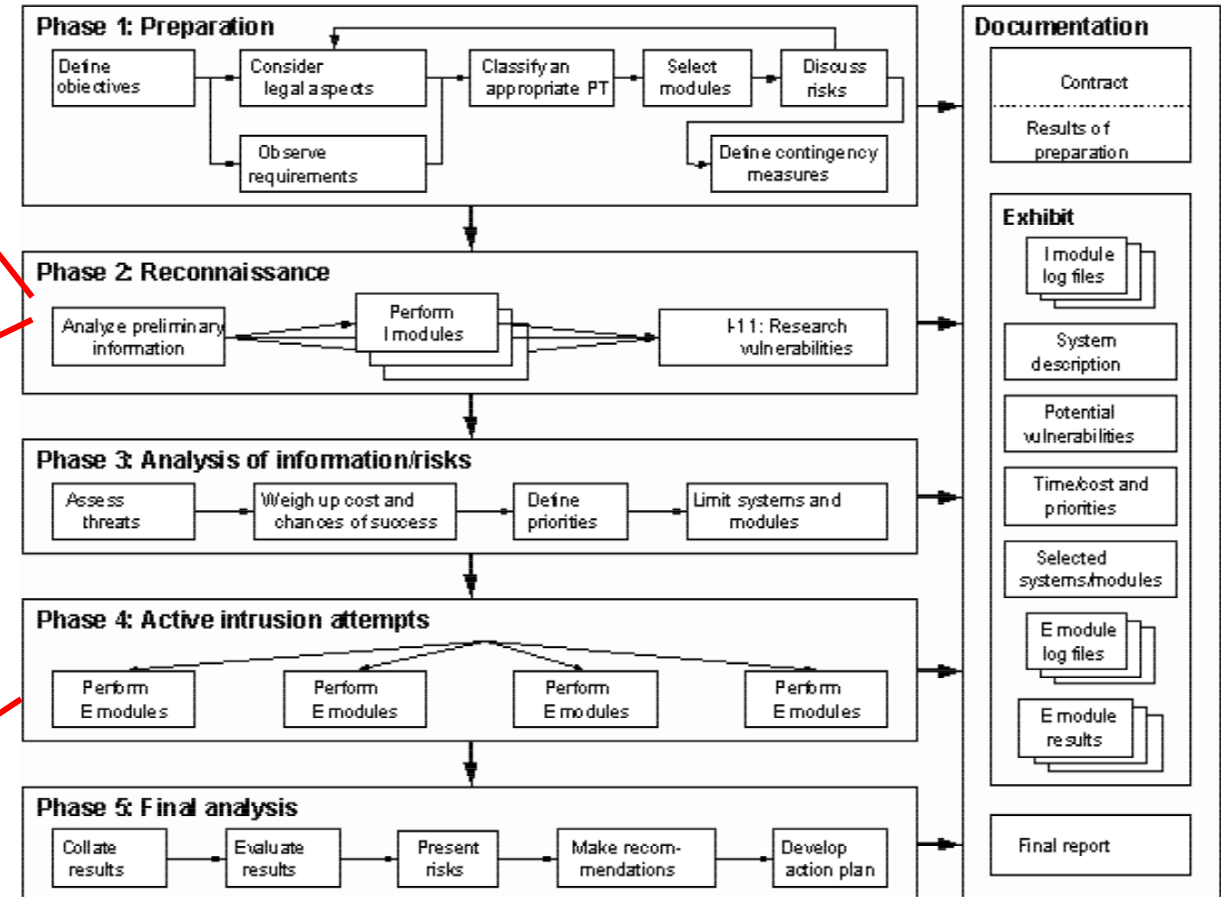 Phase 1: Preparation
Define
obiectives
Consider
legal aspects
Classify an
appropriate PT
Select
modules
Discuss
risks
Observe
requirements
Define contingency
measures
Phase 2: Reconnaissance
Analyze preliminary
information
Perform
I modules
I-11: Research
vulnerabilities
Phase 3: Analysis of information/risks
Assess
threats
Weigh up cost and
chances of success
Define
priorities
Limit systems and
modules
Phase 4: Active intrusion attempts
Perform
E modules
Perform
E modules
Perform
E modules
Perform
E modules
Phase 5: Final analysis
Collate
results
Evaluate
results
Present
risks
Make recom-
mendations
Develop
action plan
Documentation
Contract
Results of
preparation
Exhibit
I module
log files
System
description
Potential
vulnerabilities
Time/cost and
priorities
Selected
systems/modules
E module
log files
E module
results
Final report